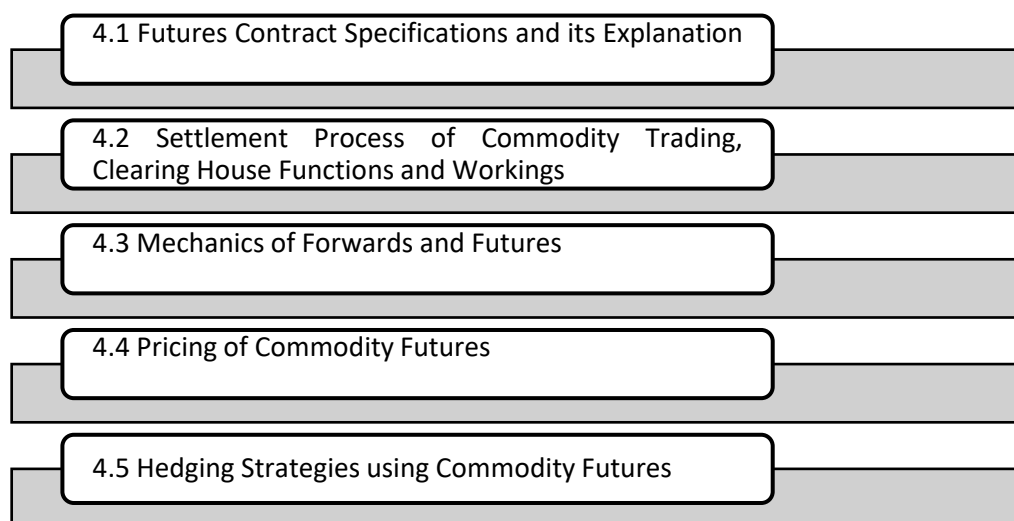 4.1 Futures Contract Specifications and its Explanation
4.2 Settlement Process of Commodity Trading,
Clearing House Functions and Workings
4.3 Mechanics of Forwards and Futures
4.4 Pricing of Commodity Futures
4.5 Hedging Strategies using Commodity Futures